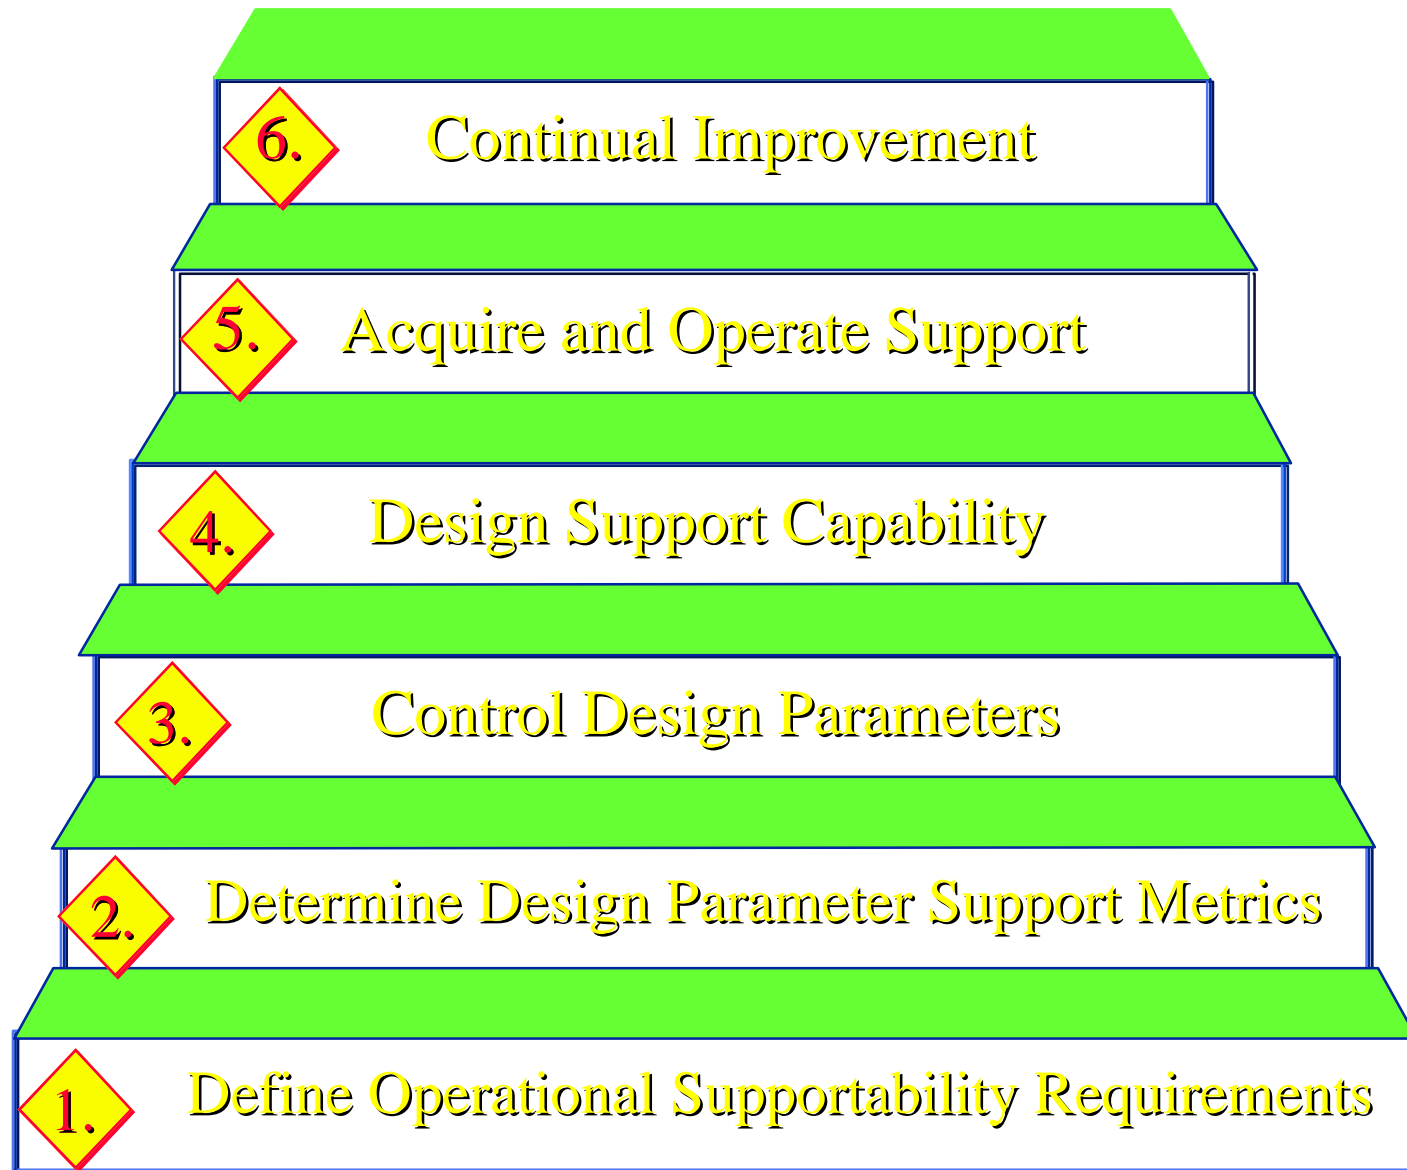 6. Continual Improvement
5. Acquire and Operate Support
4. Design Support Capability
3. Control Design Parameters
2. Determine Design Parameter Support Metrics
1. Define Operational Supportability Requirements